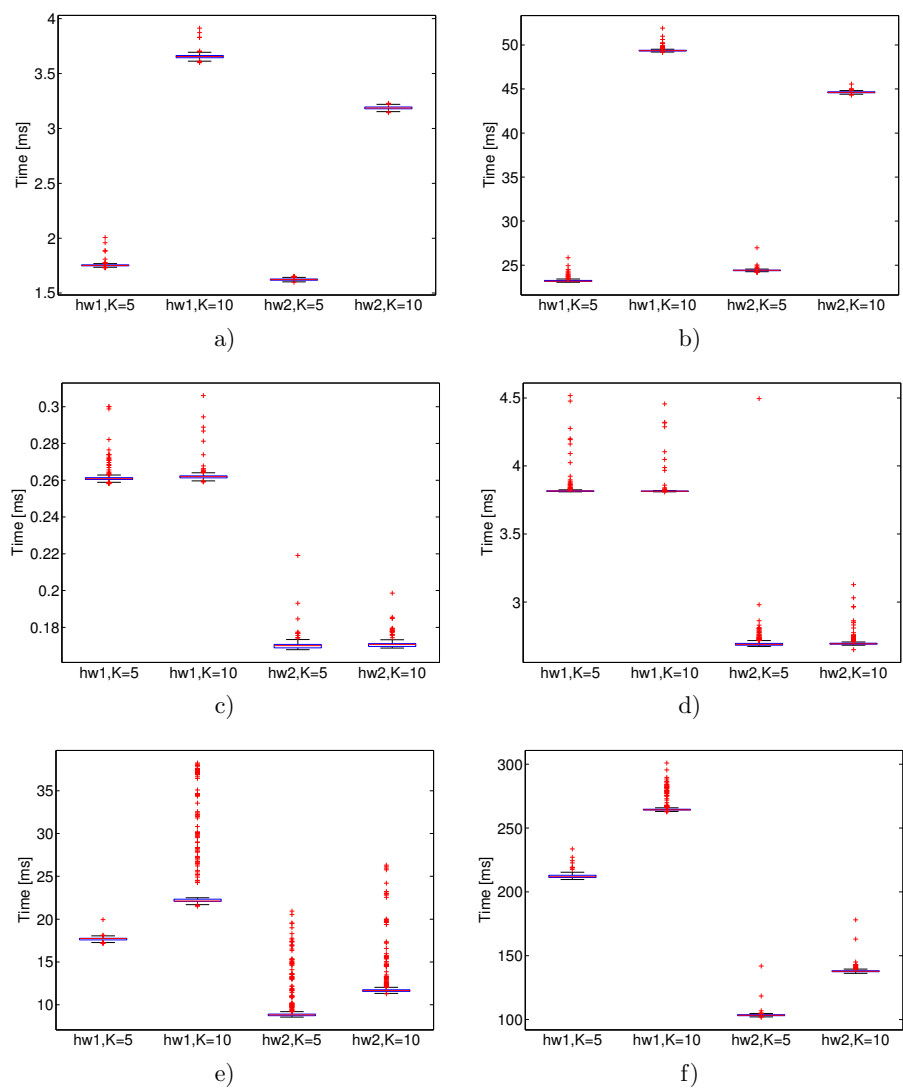 4
3.5
3
2.5
2
1.5
Time [ms]
hw1,K=5 hw1,K=10 hw2,K=5 hw2,K=10
a)
50
45
40
35
30
25
Time [ms]
hw1,K=5 hw1,K=10 hw2,K=5 hw2,K=10
b)
0.3
0.28
0.26
0.24
0.22
0.2
0.18
Time [ms]
hw1,K=5 hw1,K=10 hw2,K=5 hw2,K=10
c)
4.5
4
3.5
3
Time [ms]
hw1,K=5 hw1,K=10 hw2,K=5 hw2,K=10
d)
35
30
25
20
15
10
Time [ms]
hw1,K=5 hw1,K=10 hw2,K=5 hw2,K=10
e)
300
250
200
150
100
Time [ms]
hw1,K=5 hw1,K=10 hw2,K=5 hw2,K=10
f)